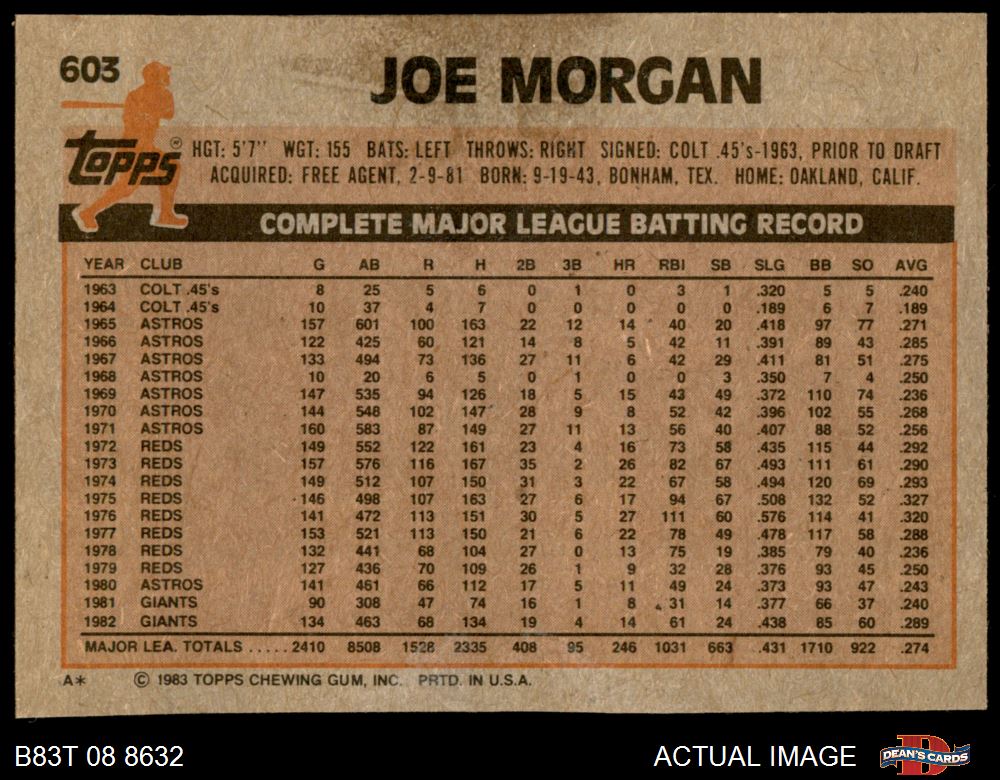 603
JOE MORGAN
Topps®
HGT: 5'7" WGT: 155 BATS: LEFT THROWS: RIGHT SIGNED: COLT .45's-1963, PRIOR TO DRAFT
ACQUIRED: FREE AGENT, 2-9-81 BORN: 9-19-43, BONHAM, TEX. HOME: OAKLAND, CALIF.
COMPLETE MAJOR LEAGUE BATTING RECORD
YEAR CLUB G AB R H 2B 3B HR RBI SB SLG BB SO AVG
1963 COLT .45's 8 25 5 6 0 1 0 3 1 .320 5 5 .240
1964 COLT .45's 10 37 4 7 0 0 0 0 0 .189 6 7 .189
1965 ASTROS 157 601 100 163 22 12 14 40 20 .418 97 77 .271
1966 ASTROS 122 425 60 121 14 8 5 42 11 .391 89 43 .285
1967 ASTROS 133 494 73 136 27 11 6 42 29 .411 81 51 .275
1968 ASTROS 10 20 6 5 0 1 0 0 3 .350 7 4 .250
1969 ASTROS 147 535 94 126 18 5 15 43 49 .372 110 74 .236
1970 ASTROS 144 548 102 147 28 9 8 52 42 .396 102 55 .268
1971 ASTROS 160 583 87 149 27 11 13 56 40 .407 88 52 .256
1972 REDS 149 552 122 161 23 4 16 73 58 .435 115 44 .292
1973 REDS 157 576 116 167 35 2 26 82 67 .493 111 61 .290
1974 REDS 149 512 107 150 31 3 22 67 58 .494 120 69 .293
1975 REDS 146 498 107 163 27 6 17 94 67 .508 132 52 .327
1976 REDS 141 472 113 151 30 5 27 111 60 .576 114 41 .320
1977 REDS 153 521 113 150 21 6 22 78 49 .478 117 58 .288
1978 REDS 132 441 68 104 27 0 13 75 19 .385 79 40 .236
1979 REDS 127 436 70 109 26 1 9 32 28 .376 93 45 .250
1980 ASTROS 141 461 66 112 17 5 11 49 24 .373 93 47 .243
1981 GIANTS 90 308 47 74 16 1 8 31 14 .377 66 37 .240
1982 GIANTS 134 463 68 134 19 4 14 61 24 .438 85 60 .289
MAJOR LEA. TOTALS ..... 2410 8508 1528 2335 408 95 246 1031 663 .431 1710 922 .274
A* © 1983 TOPPS CHEWING GUM, INC. PRTD. IN U.S.A.
B83T 08 8632 ACTUAL IMAGE DEAN'S CARDS